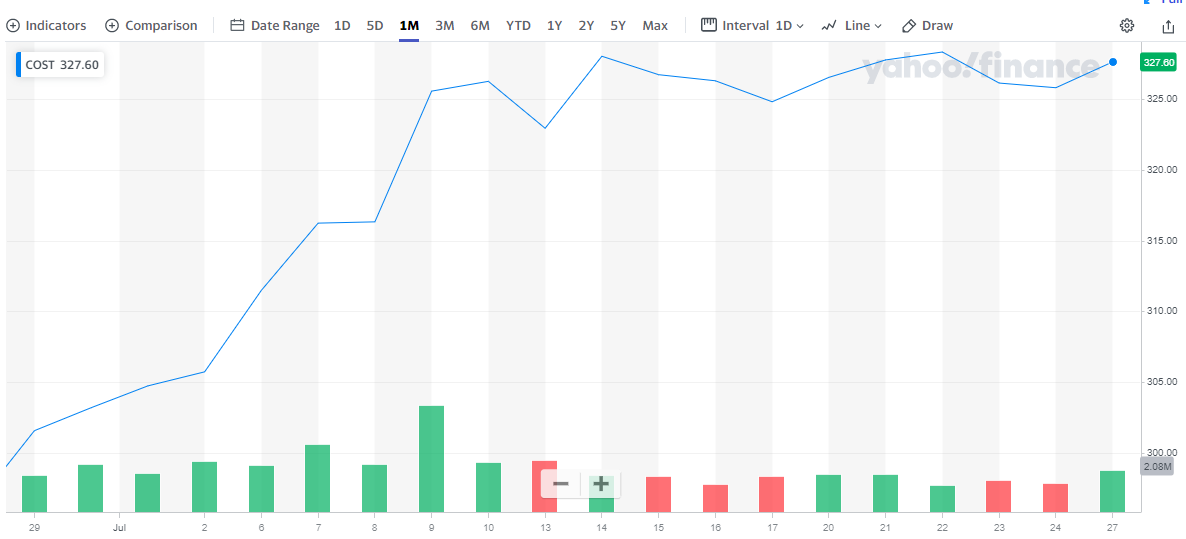 Full
Indicators Comparison Date Range 1D 5D 1M 3M 6M YTD 1Y 2Y 5Y Max Interval 1D Line Draw
COST 327.60
yahoo!finance
327.60
325.00
320.00
315.00
310.00
305.00
300.00
2.08M
29 Jul 2 6 7 8 9 10 13 14 15 16 17 20 21 22 23 24 27